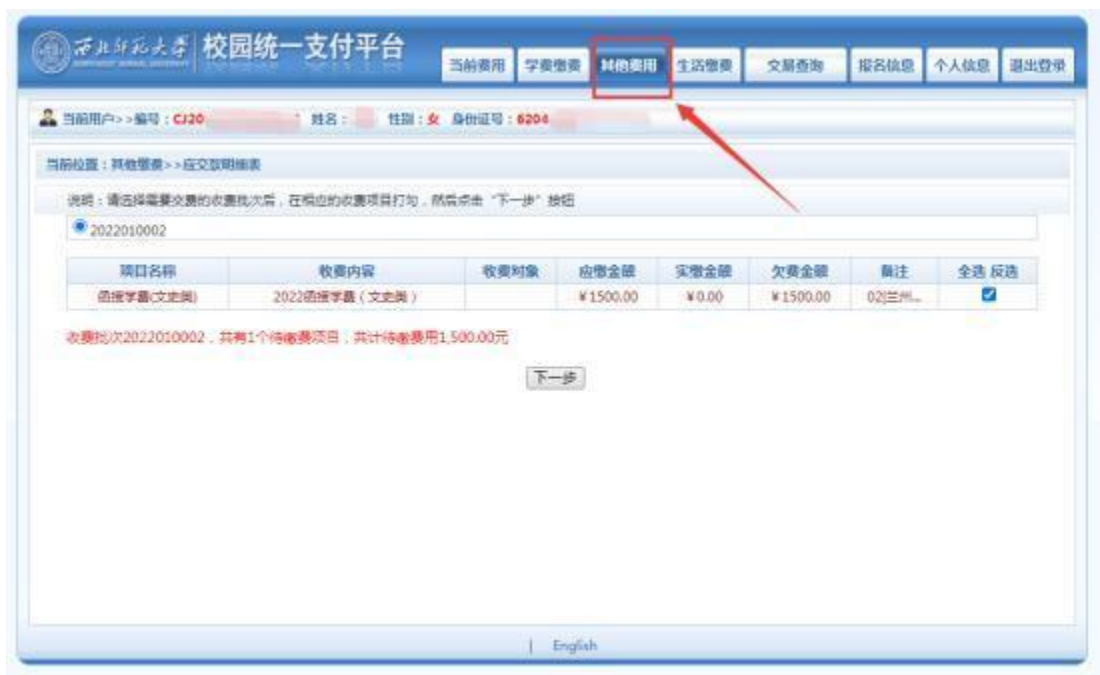 西北师范大学 校园统一支付平台
当前费用 学费缴费 其他费用 生活缴费 交易查询 报名信息 个人信息 退出登录
当前用户>>编号：CJ20 姓名： 性别：女 身份证号：6204
当前位置：其他缴费>>应交款明细表
说明：请选择需要交费的收费批次后，在相应的收费项目打勾，然后点击“下一步”按钮
2022010002
项目名称 收费内容 收费对象 应缴金额 实缴金额 欠费金额 备注 全选 反选
函授学费(文史类) 2022函授学费（文史类） ￥1500.00 ￥0.00 ￥1500.00 02[兰州...
收费批次2022010002，共有1个待缴费项目，共计待缴费用1,500.00元
下一步
| English